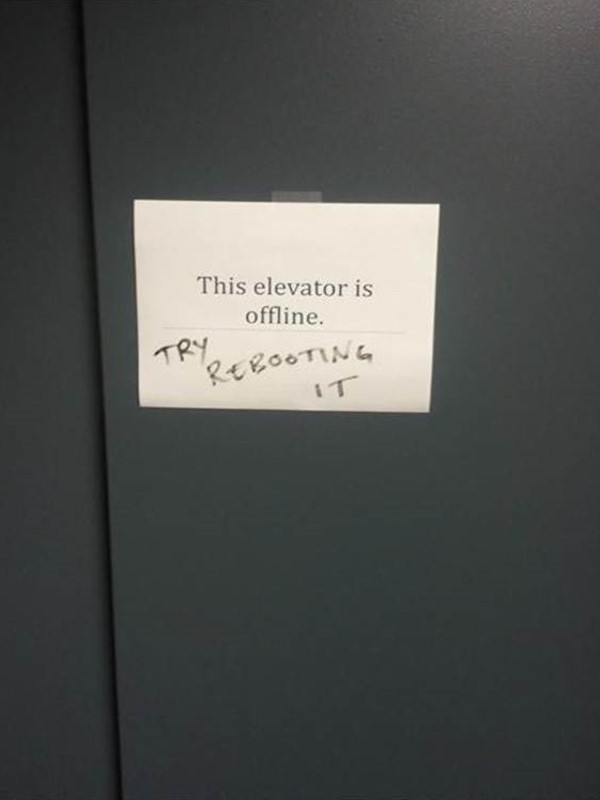 This elevator is
offline.
TRY
REBOOTING
IT